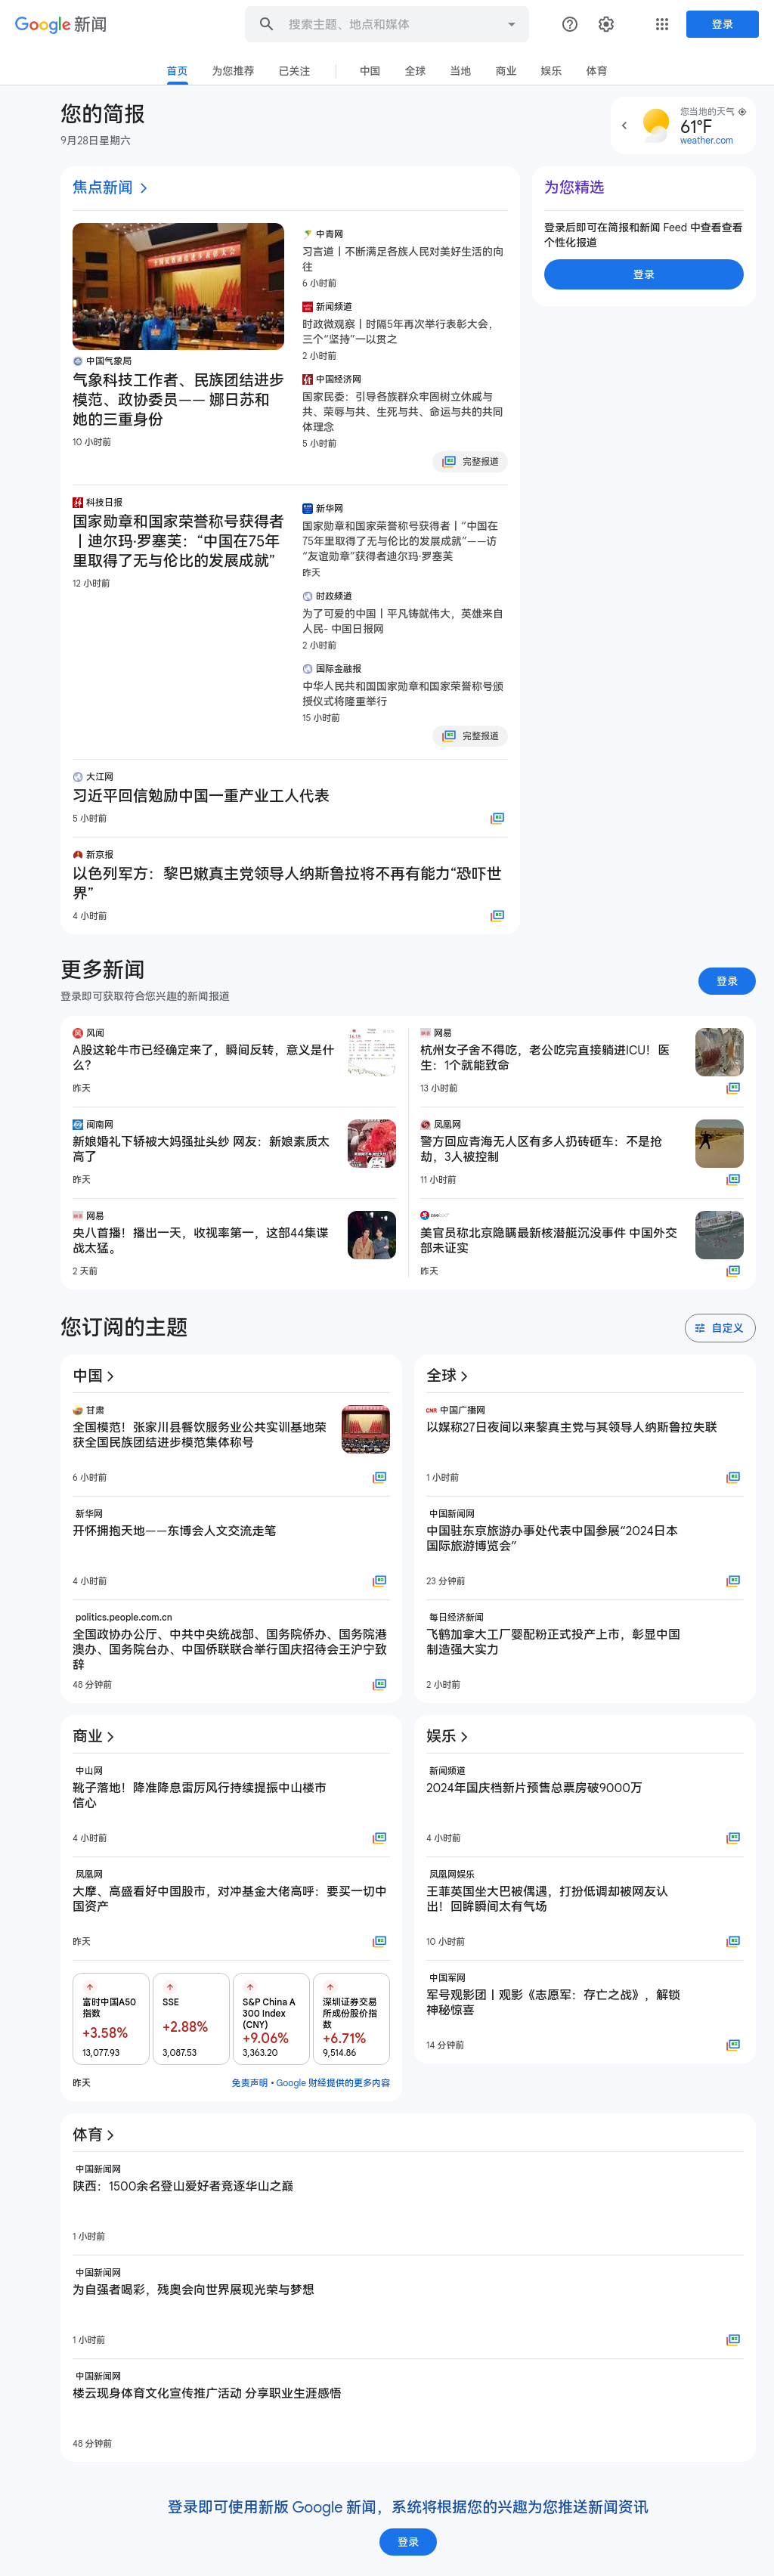 Google 新闻
搜索主题、地点和媒体
登录
首页
为您推荐
已关注
中国
全球
当地
商业
娱乐
体育
您的简报
9月28日星期六
您当地的天气
61°F
weather.com
焦点新闻
中国气象局
气象科技工作者、民族团结进步
模范、政协委员—— 娜日苏和
她的三重身份
10 小时前
中青网
习言道丨不断满足各族人民对美好生活的向
往
6 小时前
新闻频道
时政微观察丨时隔5年再次举行表彰大会，
三个“坚持”一以贯之
2 小时前
中国经济网
国家民委：引导各族群众牢固树立休戚与
共、荣辱与共、生死与共、命运与共的共同
体理念
5 小时前
完整报道
科技日报
国家勋章和国家荣誉称号获得者
丨迪尔玛·罗塞芙：“中国在75年
里取得了无与伦比的发展成就”
12 小时前
新华网
国家勋章和国家荣誉称号获得者丨“中国在
75年里取得了无与伦比的发展成就”——访
“友谊勋章”获得者迪尔玛·罗塞芙
昨天
时政频道
为了可爱的中国丨平凡铸就伟大，英雄来自
人民- 中国日报网
2 小时前
国际金融报
中华人民共和国国家勋章和国家荣誉称号颁
授仪式将隆重举行
15 小时前
完整报道
大江网
习近平回信勉励中国一重产业工人代表
5 小时前
新京报
以色列军方：黎巴嫩真主党领导人纳斯鲁拉将不再有能力“恐吓世
界”
4 小时前
为您精选
登录后即可在简报和新闻 Feed 中查看查看
个性化报道
登录
更多新闻
登录即可获取符合您兴趣的新闻报道
登录
风闻
A股这轮牛市已经确定来了，瞬间反转，意义是什
么？
昨天
网易
杭州女子舍不得吃，老公吃完直接躺进ICU！医
生：1个就能致命
13 小时前
闽南网
新娘婚礼下轿被大妈强扯头纱 网友：新娘素质太
高了
昨天
凤凰网
警方回应青海无人区有多人扔砖砸车：不是抢
劫，3人被控制
11 小时前
网易
央八首播！播出一天，收视率第一，这部44集谍
战太猛。
2 天前
美官员称北京隐瞒最新核潜艇沉没事件 中国外交
部未证实
昨天
您订阅的主题
自定义
中国
甘肃
全国模范！张家川县餐饮服务业公共实训基地荣
获全国民族团结进步模范集体称号
6 小时前
新华网
开怀拥抱天地——东博会人文交流走笔
4 小时前
politics.people.com.cn
全国政协办公厅、中共中央统战部、国务院侨办、国务院港
澳办、国务院台办、中国侨联联合举行国庆招待会王沪宁致
辞
48 分钟前
全球
中国广播网
以媒称27日夜间以来黎真主党与其领导人纳斯鲁拉失联
1 小时前
中国新闻网
中国驻东京旅游办事处代表中国参展“2024日本
国际旅游博览会”
23 分钟前
每日经济新闻
飞鹤加拿大工厂婴配粉正式投产上市，彰显中国
制造强大实力
2 小时前
商业
中山网
靴子落地！降准降息雷厉风行持续提振中山楼市
信心
4 小时前
凤凰网
大摩、高盛看好中国股市，对冲基金大佬高呼：要买一切中
国资产
昨天
富时中国A50
指数
+3.58%
13,077.93
SSE
+2.88%
3,087.53
S&P China A
300 Index
(CNY)
+9.06%
3,363.20
深圳证券交易
所成份股价指
数
+6.71%
9,514.86
昨天
免责声明 • Google 财经提供的更多内容
娱乐
新闻频道
2024年国庆档新片预售总票房破9000万
4 小时前
凤凰网娱乐
王菲英国坐大巴被偶遇，打扮低调却被网友认
出！回眸瞬间太有气场
10 小时前
中国军网
军号观影团丨观影《志愿军：存亡之战》，解锁
神秘惊喜
14 分钟前
体育
中国新闻网
陕西：1500余名登山爱好者竞逐华山之巅
1 小时前
中国新闻网
为自强者喝彩，残奥会向世界展现光荣与梦想
1 小时前
中国新闻网
楼云现身体育文化宣传推广活动 分享职业生涯感悟
48 分钟前
登录即可使用新版 Google 新闻，系统将根据您的兴趣为您推送新闻资讯
登录